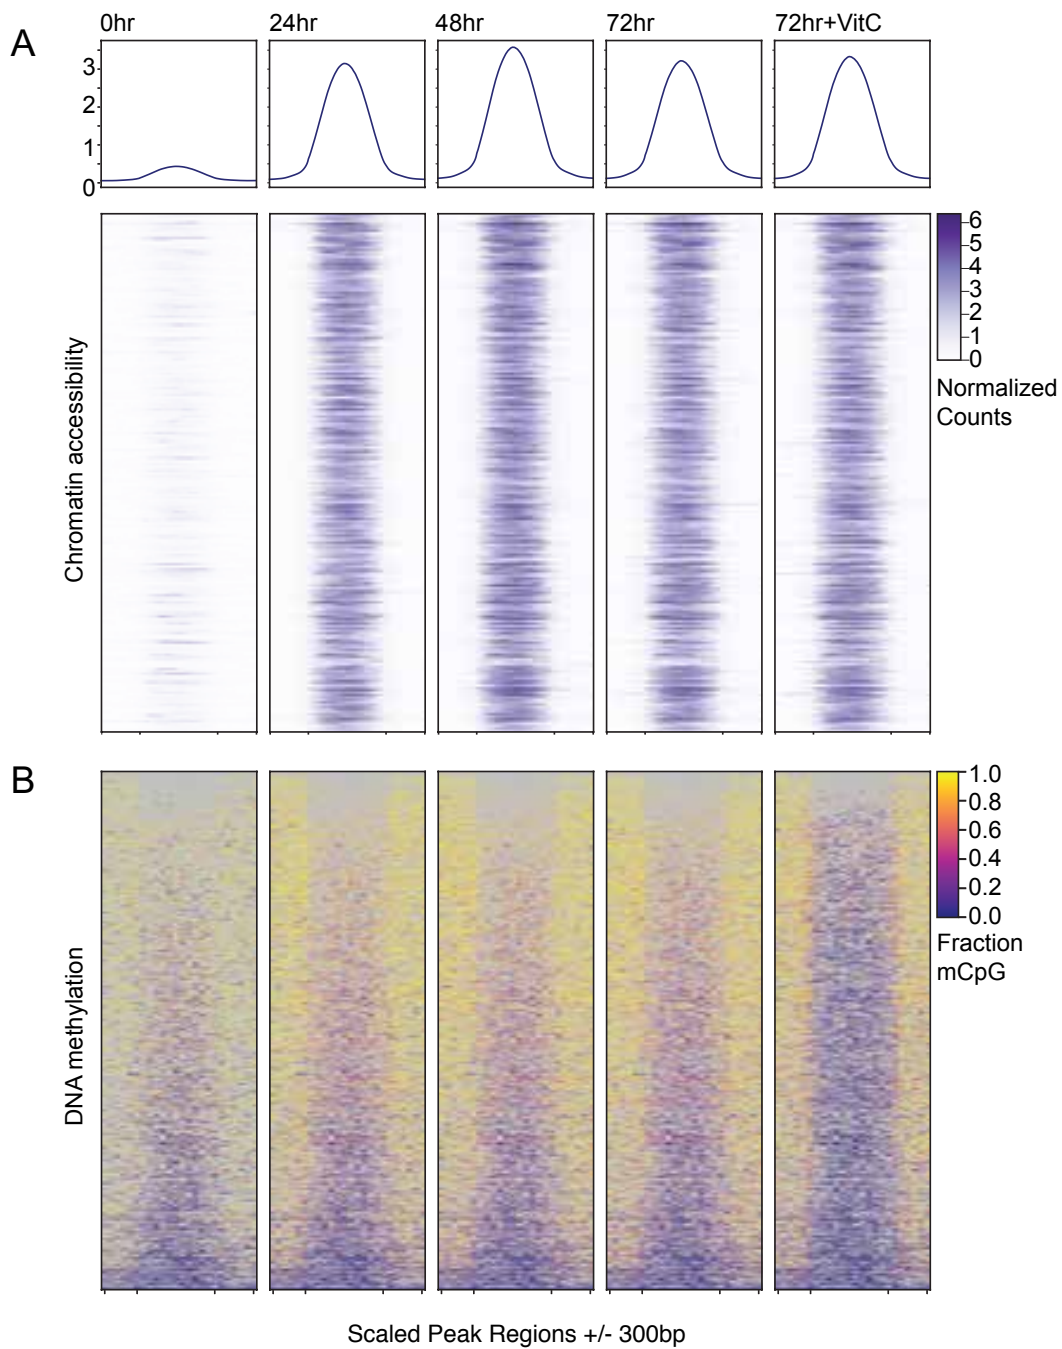 A
0hr 24hr 48hr 72hr 72hr+VitC
3
2
1
0
Chromatin accessibility
6
5
4
3
2
1
0
Normalized
Counts
B
DNA methylation
1.0
0.8
0.6
0.4
0.2
0.0
Fraction
mCpG
Scaled Peak Regions +/- 300bp